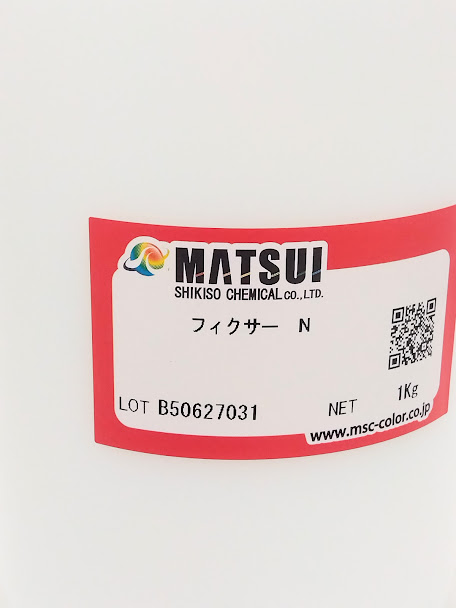 MATSUI
SHIKISO CHEMICAL CO.,LTD.
フィクサー N
LOT B50627031 NET 1Kg
www.msc-color.co.jp